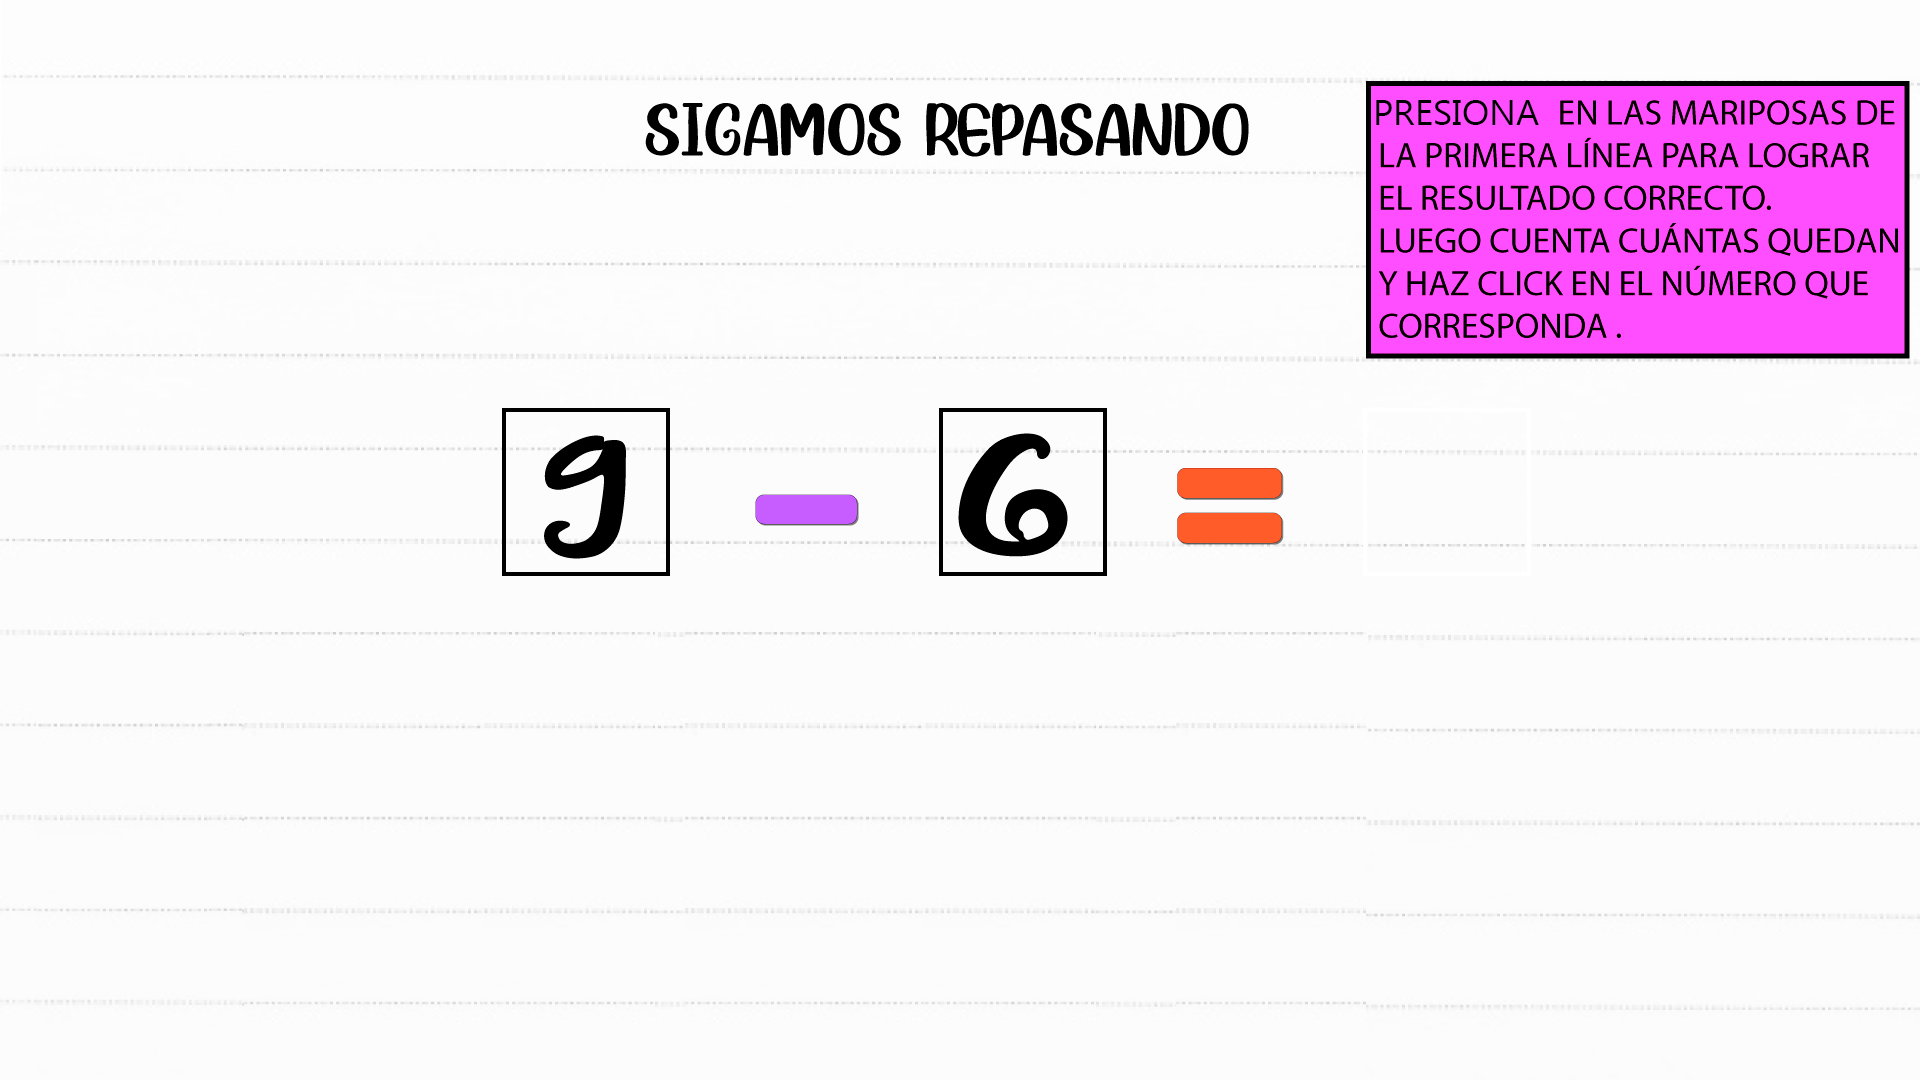 SIGAMOS REPASANDO
PRESIONA EN LAS MARIPOSAS DE
LA PRIMERA LÍNEA PARA LOGRAR
EL RESULTADO CORRECTO.
LUEGO CUENTA CUÁNTAS QUEDAN
Y HAZ CLICK EN EL NÚMERO QUE
CORRESPONDA .
9 - 6 =